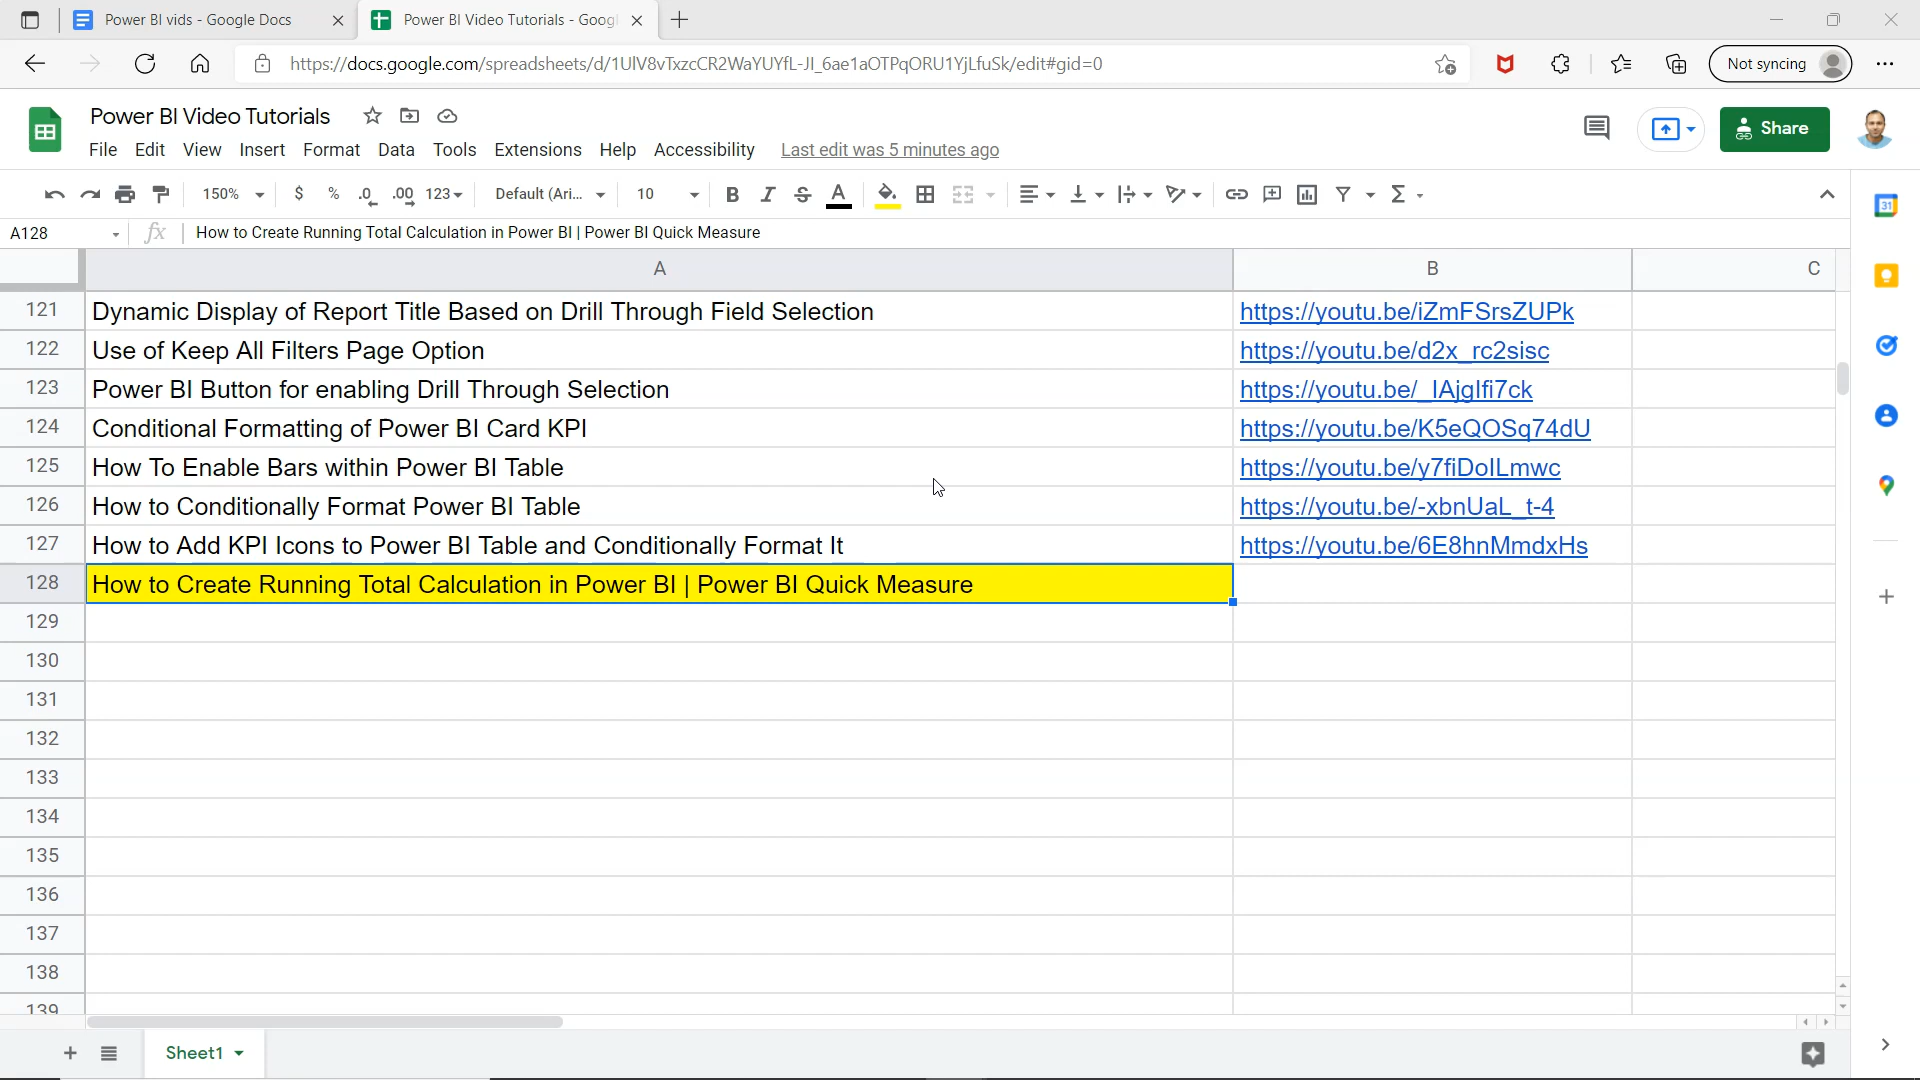 Power BI vids - Google Docs
Power BI Video Tutorials - Goog
https://docs.google.com/spreadsheets/d/1UlV8vTxzcCR2WaYUYfL-Jl_6ae1aOTPqORU1YjLfuSk/edit#gid=0
Not syncing
Power BI Video Tutorials
File Edit View Insert Format Data Tools Extensions Help Accessibility Last edit was 5 minutes ago
Share
150% $ % .0 .00 123 Default (Ari... 10 B I S A Σ
31
A128 fx How to Create Running Total Calculation in Power BI | Power BI Quick Measure
A B C
121 Dynamic Display of Report Title Based on Drill Through Field Selection https://youtu.be/iZmFSrsZUPk
122 Use of Keep All Filters Page Option https://youtu.be/d2x_rc2sisc
123 Power BI Button for enabling Drill Through Selection https://youtu.be/_IAjglfi7ck
124 Conditional Formatting of Power BI Card KPI https://youtu.be/K5eQOSq74dU
125 How To Enable Bars within Power BI Table https://youtu.be/y7fiDolLmwc
126 How to Conditionally Format Power BI Table https://youtu.be/-xbnUaL_t-4
127 How to Add KPI Icons to Power BI Table and Conditionally Format It https://youtu.be/6E8hnMmdxHs
128 How to Create Running Total Calculation in Power BI | Power BI Quick Measure
129
130
131
132
133
134
135
136
137
138
139
Sheet1